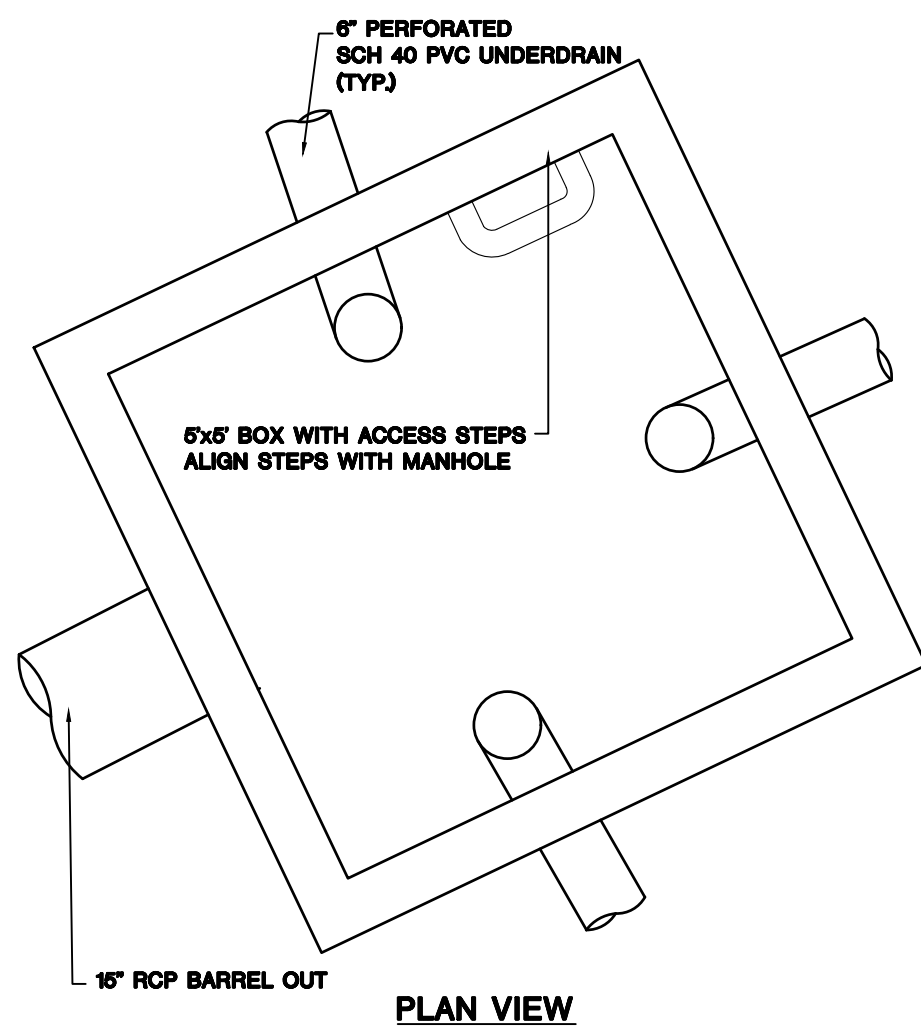 6" PERFORATED
SCH 40 PVC UNDERDRAIN
(TYP.)
5'x5' BOX WITH ACCESS STEPS
ALIGN STEPS WITH MANHOLE
15" RCP BARREL OUT
PLAN VIEW